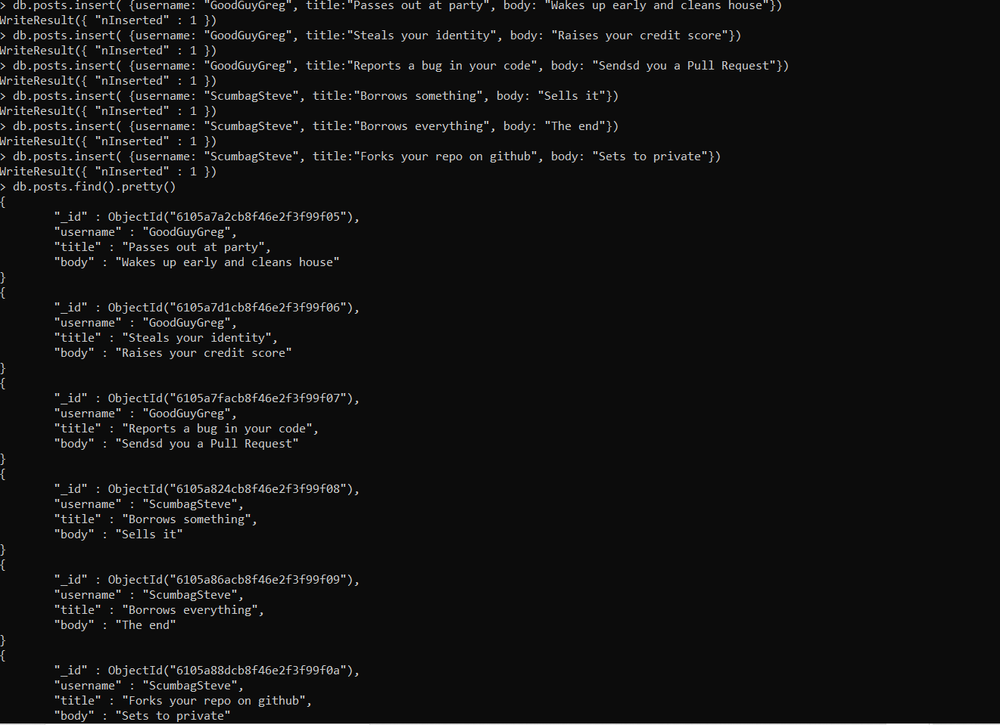 > db.posts.insert( {username: "GoodGuyGreg", title:"Passes out at party", body: "Wakes up early and cleans house"})
WriteResult({ "nInserted" : 1 })
> db.posts.insert( {username: "GoodGuyGreg", title:"Steals your identity", body: "Raises your credit score"})
WriteResult({ "nInserted" : 1 })
> db.posts.insert( {username: "GoodGuyGreg", title:"Reports a bug in your code", body: "Sendsd you a Pull Request"})
WriteResult({ "nInserted" : 1 })
> db.posts.insert( {username: "ScumbagSteve", title:"Borrows something", body: "Sells it"})
WriteResult({ "nInserted" : 1 })
> db.posts.insert( {username: "ScumbagSteve", title:"Borrows everything", body: "The end"})
WriteResult({ "nInserted" : 1 })
> db.posts.insert( {username: "ScumbagSteve", title:"Forks your repo on github", body: "Sets to private"})
WriteResult({ "nInserted" : 1 })
> db.posts.find().pretty()
{
        "_id" : ObjectId("6105a7a2cb8f46e2f3f99f05"),
        "username" : "GoodGuyGreg",
        "title" : "Passes out at party",
        "body" : "Wakes up early and cleans house"
}
{
        "_id" : ObjectId("6105a7d1cb8f46e2f3f99f06"),
        "username" : "GoodGuyGreg",
        "title" : "Steals your identity",
        "body" : "Raises your credit score"
}
{
        "_id" : ObjectId("6105a7facb8f46e2f3f99f07"),
        "username" : "GoodGuyGreg",
        "title" : "Reports a bug in your code",
        "body" : "Sendsd you a Pull Request"
}
{
        "_id" : ObjectId("6105a824cb8f46e2f3f99f08"),
        "username" : "ScumbagSteve",
        "title" : "Borrows something",
        "body" : "Sells it"
}
{
        "_id" : ObjectId("6105a86acb8f46e2f3f99f09"),
        "username" : "ScumbagSteve",
        "title" : "Borrows everything",
        "body" : "The end"
}
{
        "_id" : ObjectId("6105a88dcb8f46e2f3f99f0a"),
        "username" : "ScumbagSteve",
        "title" : "Forks your repo on github",
        "body" : "Sets to private"